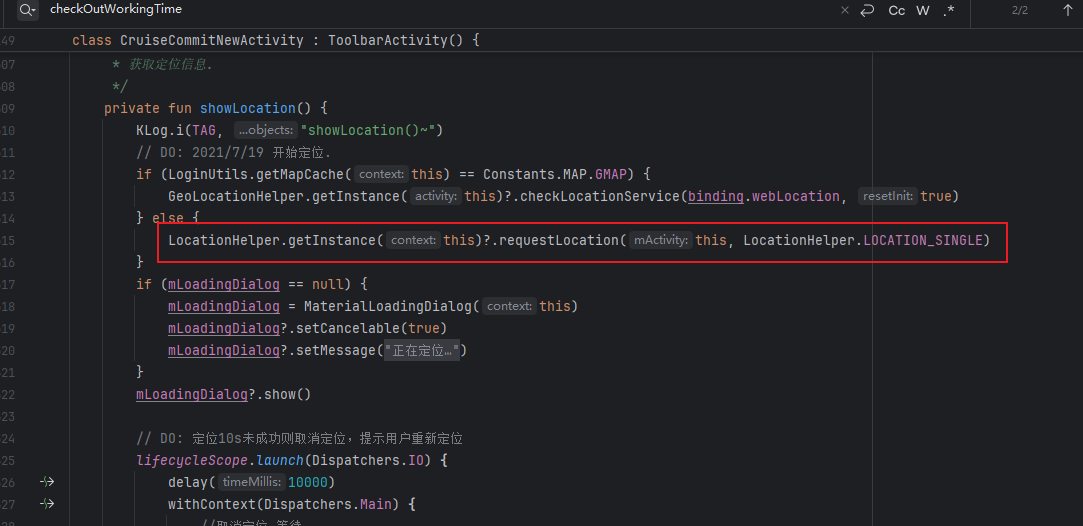 checkOutWorkingTime × Cc W .* 2/2
49 class CruiseCommitNewActivity : ToolbarActivity() {
07 * 获取定位信息.
08 */
09 private fun showLocation() {
10 KLog.i(TAG, ...objects: "showLocation()~")
11 // DO: 2021/7/19 开始定位.
12 if (LoginUtils.getMapCache( context: this) == Constants.MAP.GMAP) {
13 GeoLocationHelper.getInstance( activity: this)?.checkLocationService(binding.webLocation, resetInit: true)
14 } else {
15 LocationHelper.getInstance( context: this)?.requestLocation( mActivity: this, LocationHelper.LOCATION_SINGLE)
16 }
17 if (mLoadingDialog == null) {
18 mLoadingDialog = MaterialLoadingDialog( context: this)
19 mLoadingDialog?.setCancelable(true)
20 mLoadingDialog?.setMessage("正在定位…")
21 }
22 mLoadingDialog?.show()
23
24 // DO: 定位10s未成功则取消定位，提示用户重新定位
25 lifecycleScope.launch(Dispatchers.IO) {
26 delay( timeMillis: 10000)
27 withContext(Dispatchers.Main) {
//取消定位